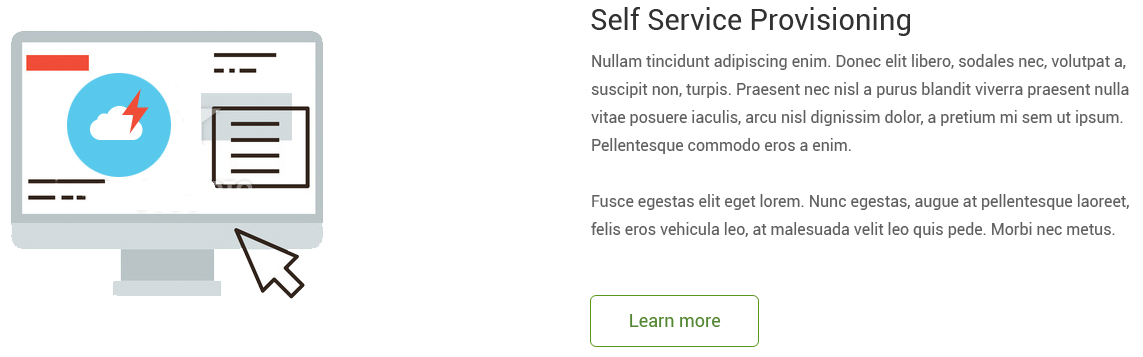 Self Service Provisioning
Nullam tincidunt adipiscing enim. Donec elit libero, sodales nec, volutpat a,
suscipit non, turpis. Praesent nec nisl a purus blandit viverra praesent nulla
vitae posuere iaculis, arcu nisl dignissim dolor, a pretium mi sem ut ipsum.
Pellentesque commodo eros a enim.
Fusce egestas elit eget lorem. Nunc egestas, augue at pellentesque laoreet,
felis eros vehicula leo, at malesuada velit leo quis pede. Morbi nec metus.
Learn more